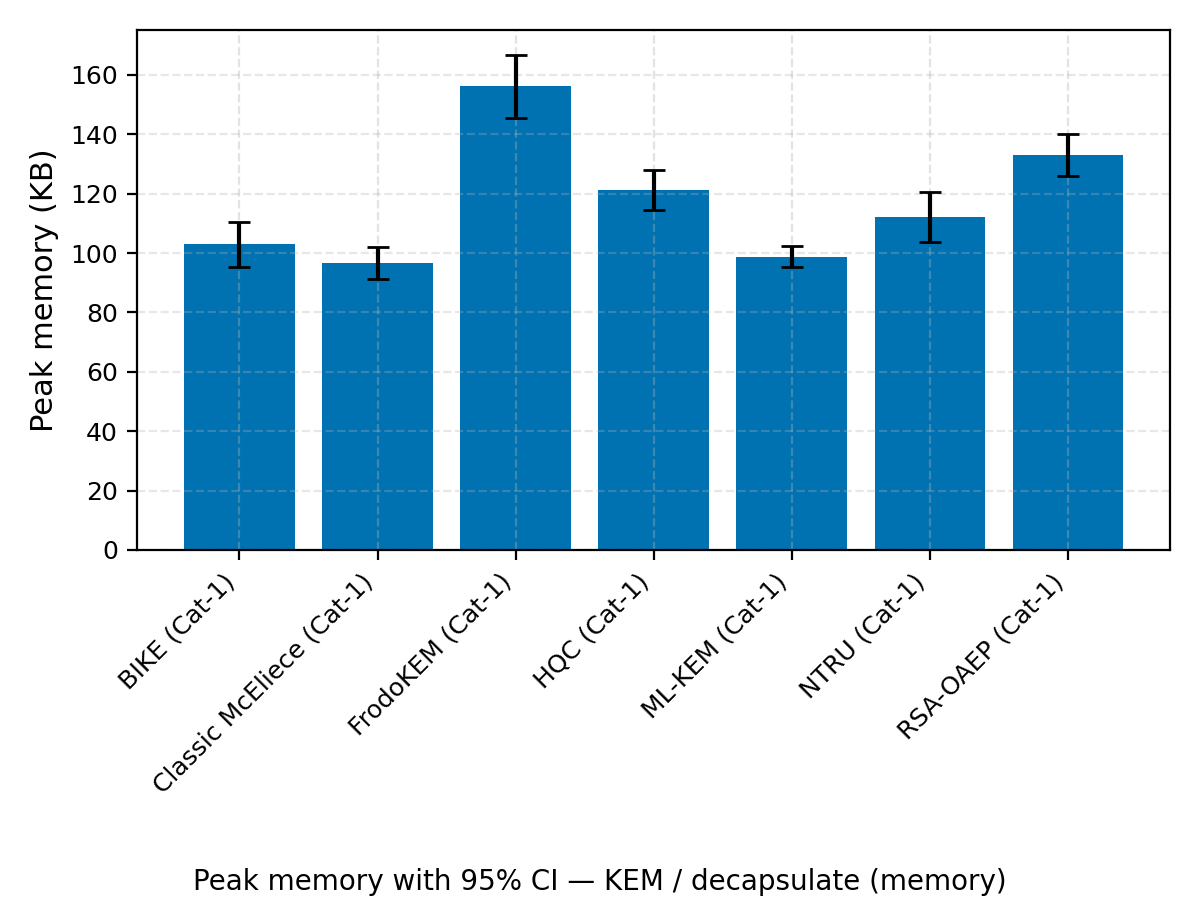 160
140
120
100
80
60
40
20
0
Peak memory (KB)
BIKE (Cat-1)
Classic McEliece (Cat-1)
FrodoKEM (Cat-1)
HQC (Cat-1)
ML-KEM (Cat-1)
NTRU (Cat-1)
RSA-OAEP (Cat-1)
Peak memory with 95% CI — KEM / decapsulate (memory)